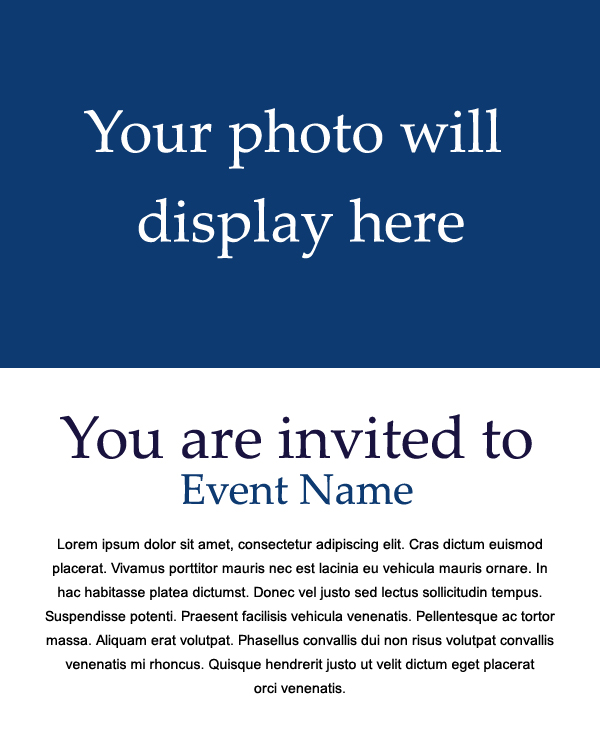 Your photo will
display here
You are invited to
Event Name
Lorem ipsum dolor sit amet, consectetur adipiscing elit. Cras dictum euismod
placerat. Vivamus porttitor mauris nec est lacinia eu vehicula mauris ornare. In
hac habitasse platea dictumst. Donec vel justo sed lectus sollicitudin tempus.
Suspendisse potenti. Praesent facilisis vehicula venenatis. Pellentesque ac tortor
massa. Aliquam erat volutpat. Phasellus convallis dui non risus volutpat convallis
venenatis mi rhoncus. Quisque hendrerit justo ut velit dictum eget placerat
orci venenatis.